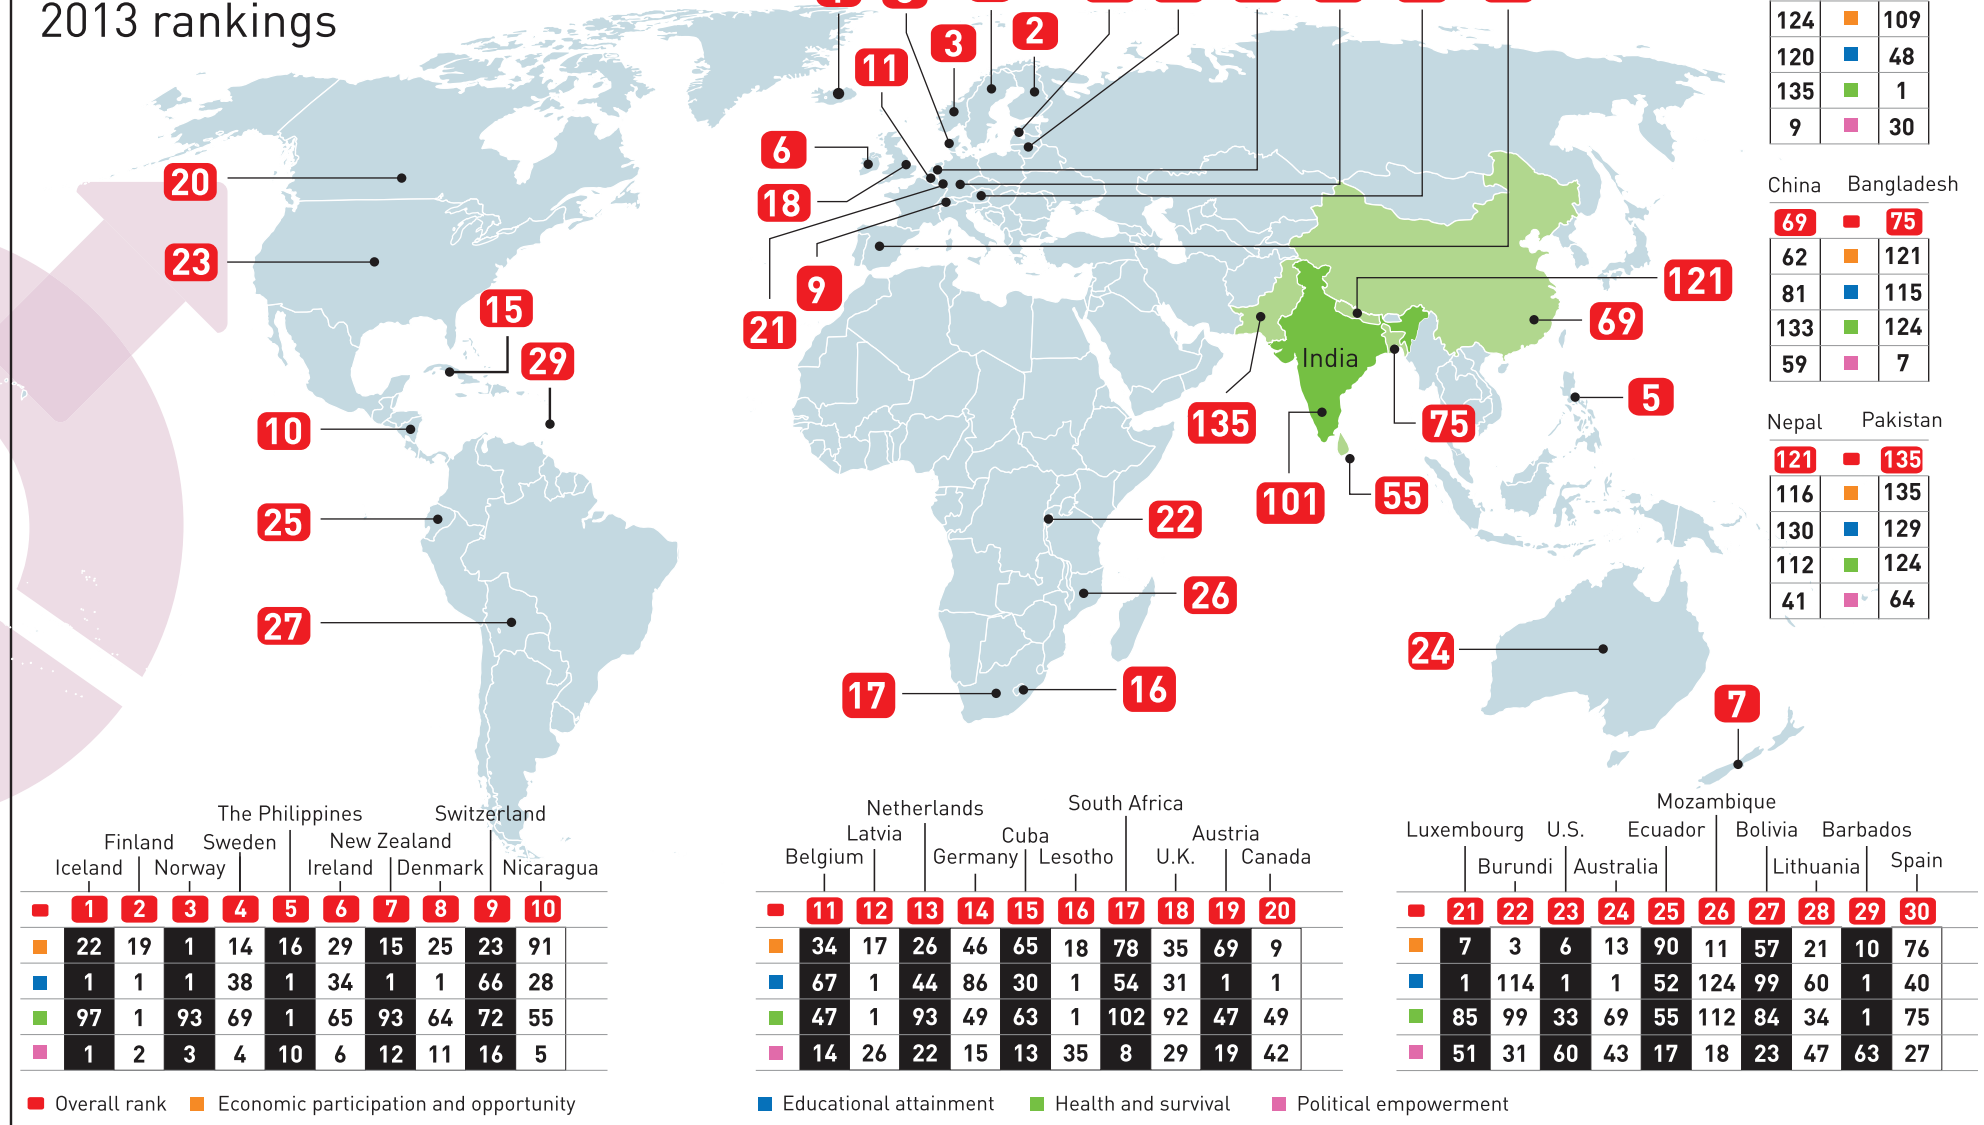 2013 rankings
3
2
11
6
18
21
9
20
23
15
29
10
25
27
22
26
17
16
India
121
69
135
101
75
55
5
24
7
124 109
120 48
135 1
9 30
China Bangladesh
69 75
62 121
81 115
133 124
59 7
Nepal Pakistan
121 135
116 135
130 129
112 124
41 64
The Philippines Switzerland
Finland Sweden New Zealand
Iceland Norway Ireland Denmark Nicaragua
1 2 3 4 5 6 7 8 9 10
22 19 1 14 16 29 15 25 23 91
1 1 1 38 1 34 1 1 66 28
97 1 93 69 1 65 93 64 72 55
1 2 3 4 10 6 12 11 16 5
South Africa
Netherlands
Latvia Cuba Austria
Belgium Germany Lesotho U.K. Canada
11 12 13 14 15 16 17 18 19 20
34 17 26 46 65 18 78 35 69 9
67 1 44 86 30 1 54 31 1 1
47 1 93 49 63 1 102 92 47 49
14 26 22 15 13 35 8 29 19 42
Mozambique
Luxembourg U.S. Ecuador Bolivia Barbados
Burundi Australia Lithuania Spain
21 22 23 24 25 26 27 28 29 30
7 3 6 13 90 11 57 21 10 76
1 114 1 1 52 124 99 60 1 40
85 99 33 69 55 112 84 34 1 75
51 31 60 43 17 18 23 47 63 27
Overall rank Economic participation and opportunity Educational attainment Health and survival Political empowerment